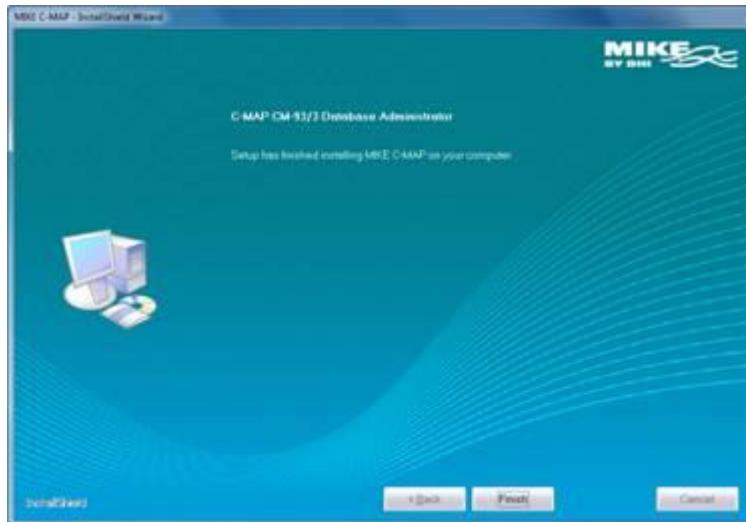 MIKE C-MAP - InstallShield Wizard
MIKE
BY DHI
C-MAP CM-93/3 Database Administrator
Setup has finished installing MIKE C-MAP on your computer.
InstallShield
< Back
Finish
Cancel